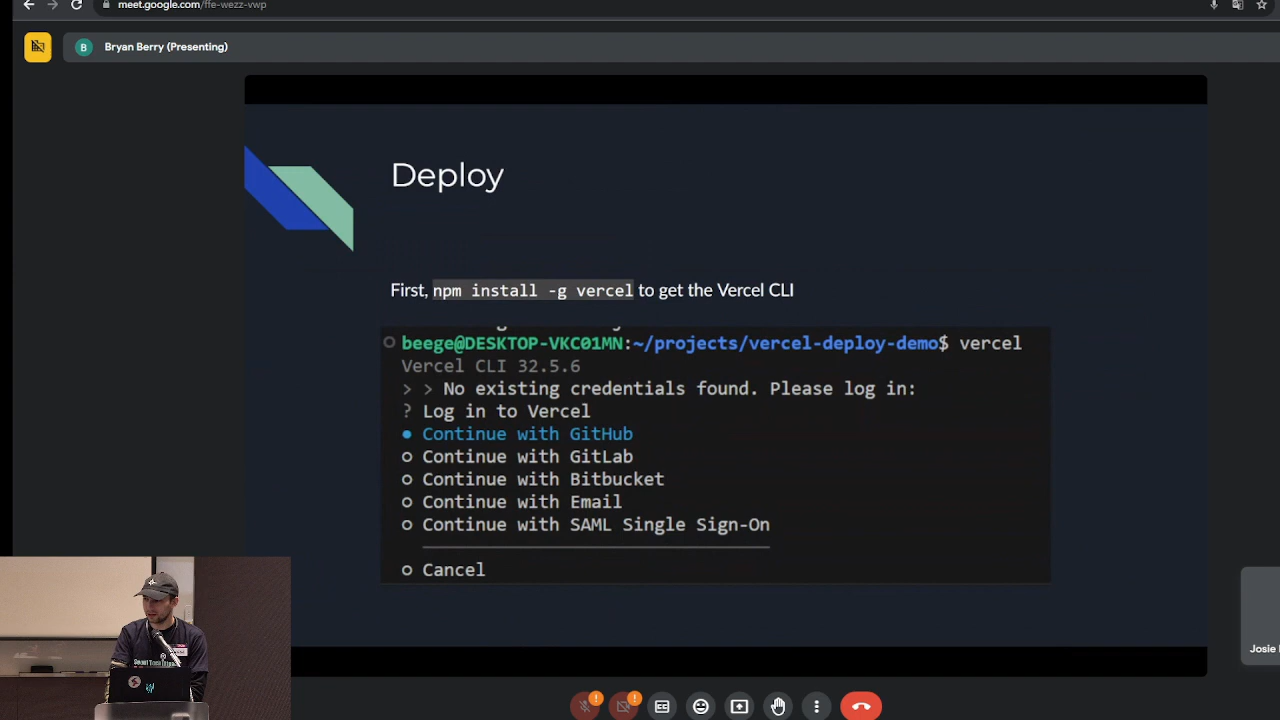 meet.google.com/ffe-wezz-vwp
B
Bryan Berry (Presenting)
Deploy
First, npm install -g vercel to get the Vercel CLI
beege@DESKTOP-VKC01MN:~/projects/vercel-deploy-demo$ vercel
Vercel CLI 32.5.6
> > No existing credentials found. Please log in:
? Log in to Vercel
● Continue with GitHub
○ Continue with GitLab
○ Continue with Bitbucket
○ Continue with Email
○ Continue with SAML Single Sign-On
○ Cancel
Josie